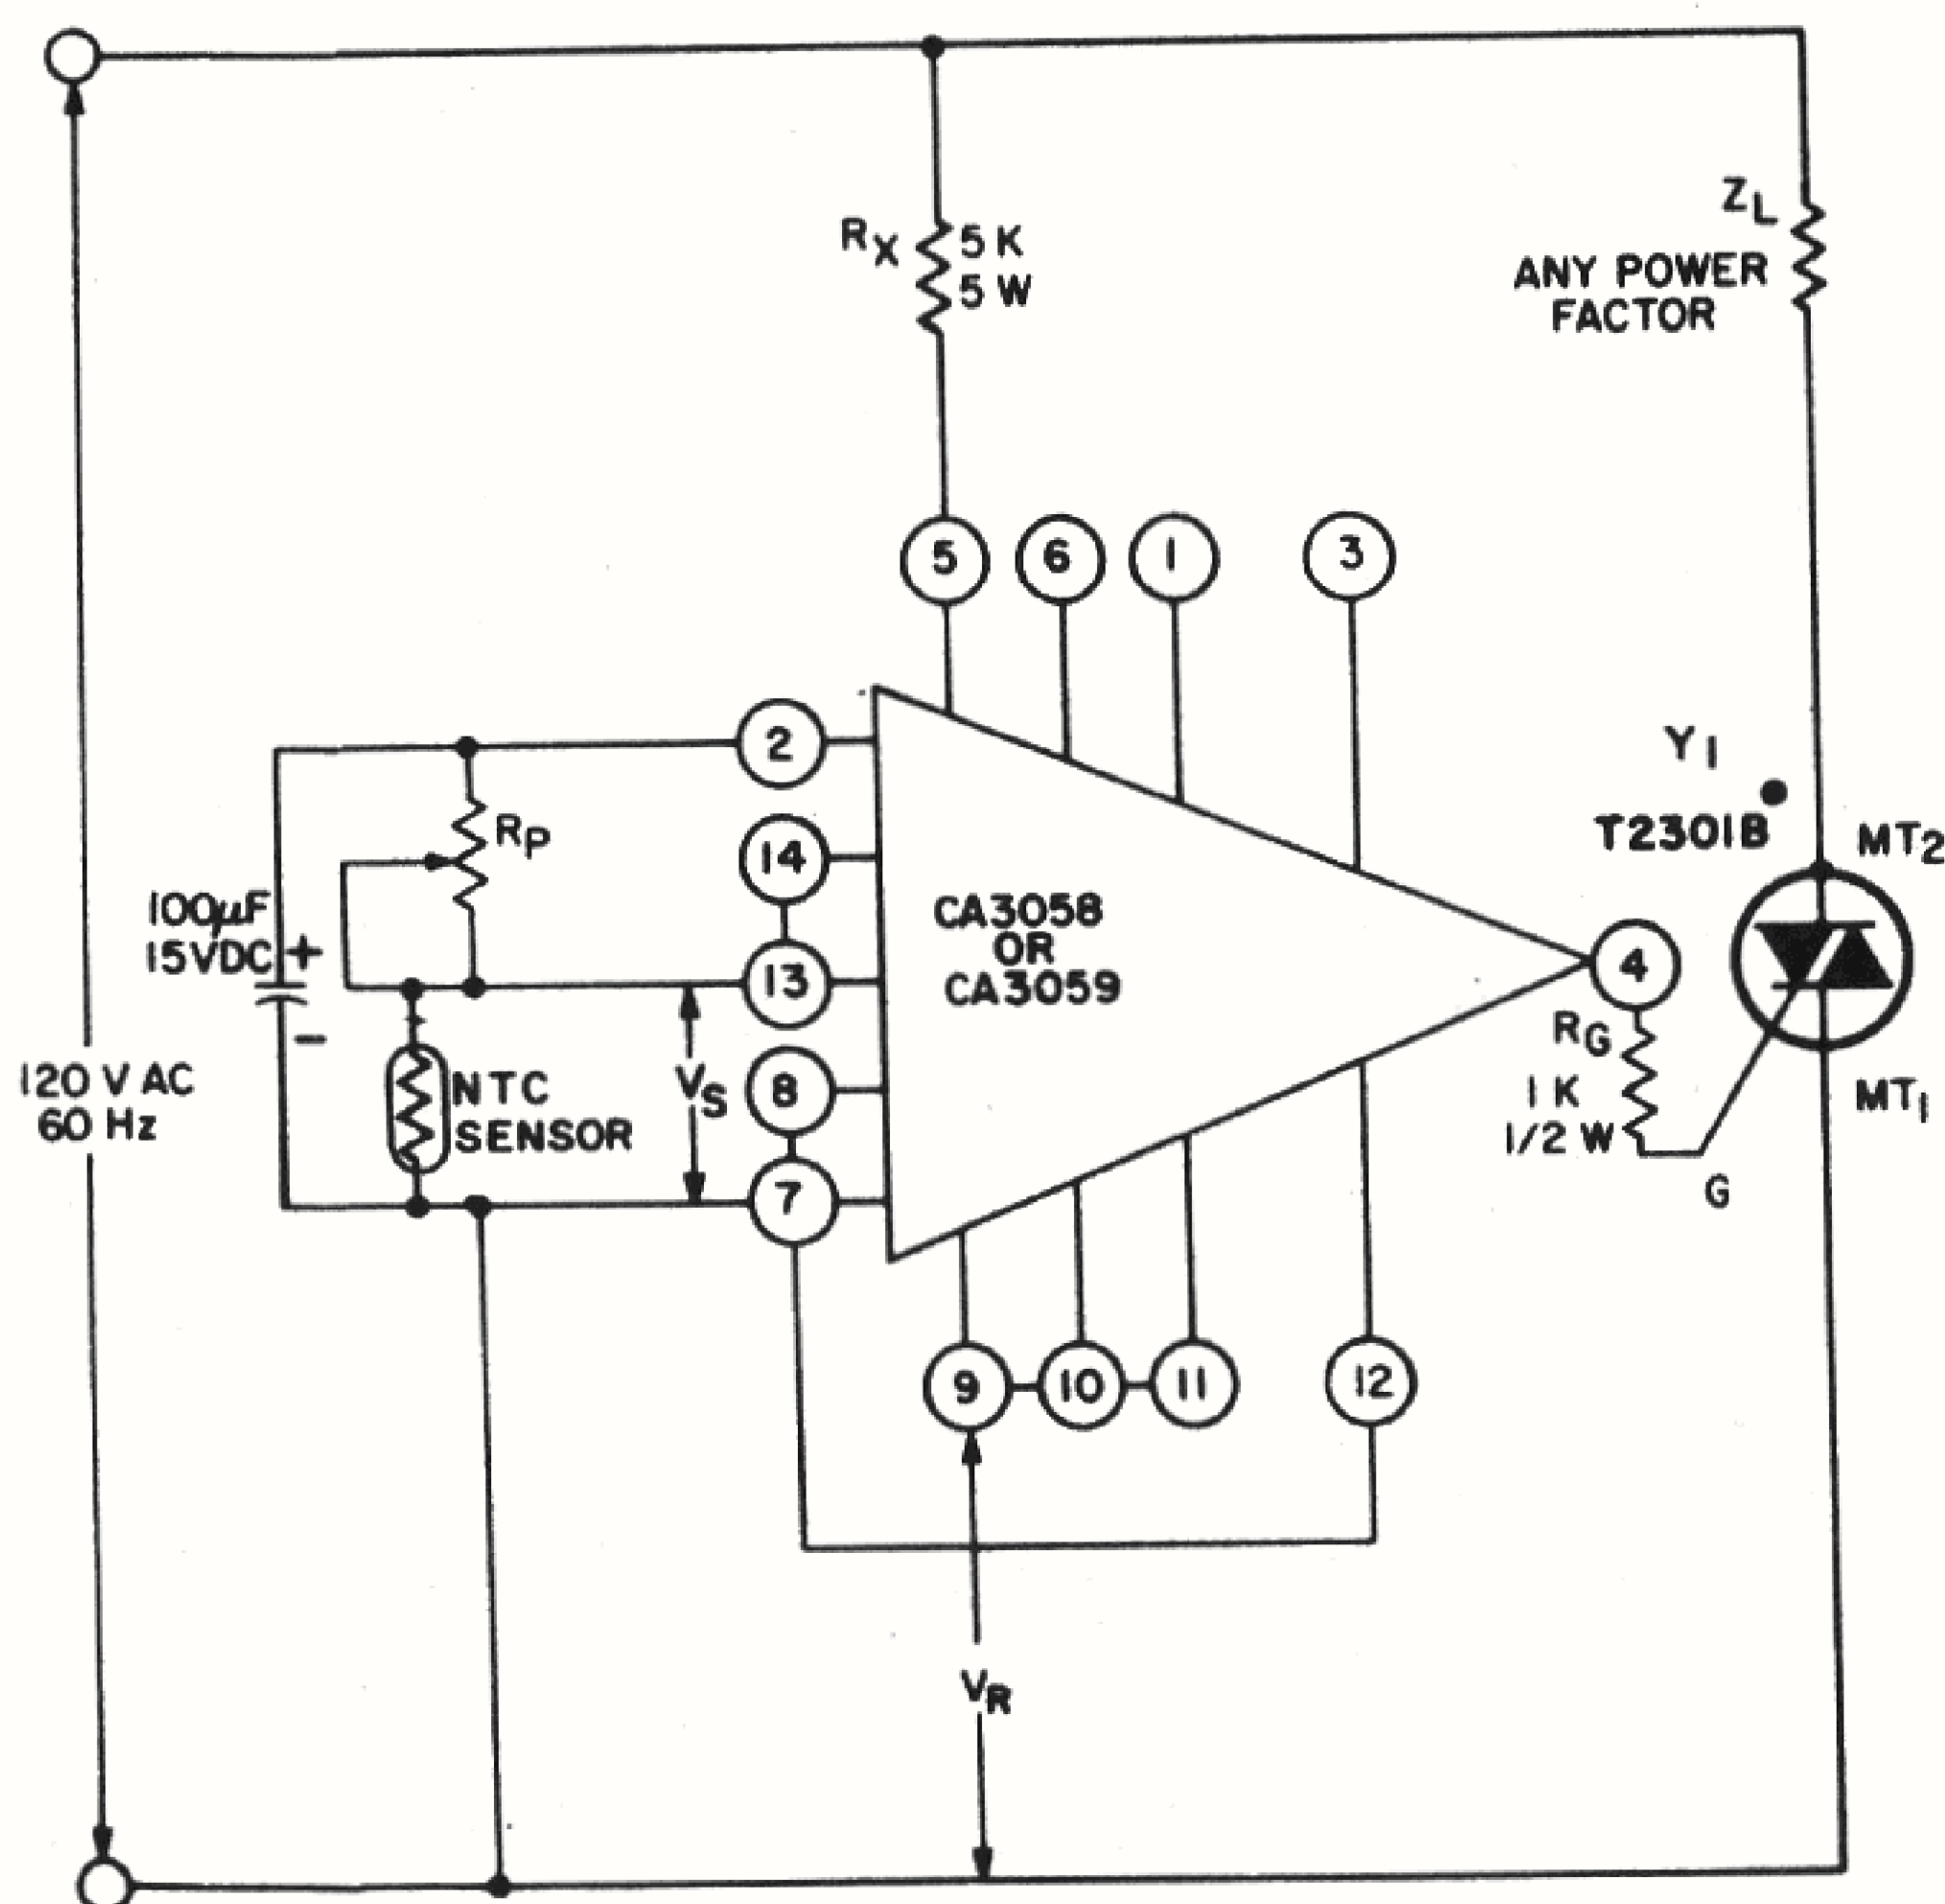 RX
5 K
5 W
ZL
ANY POWER
FACTOR
5
6
1
3
2
14
13
8
7
RP
100µF
15VDC
+
-
NTC
SENSOR
VS
120 V AC
60 Hz
CA3058
OR
CA3059
Y1
T2301B
MT2
4
RG
1 K
1/2 W
G
MT1
9
10
11
12
VR